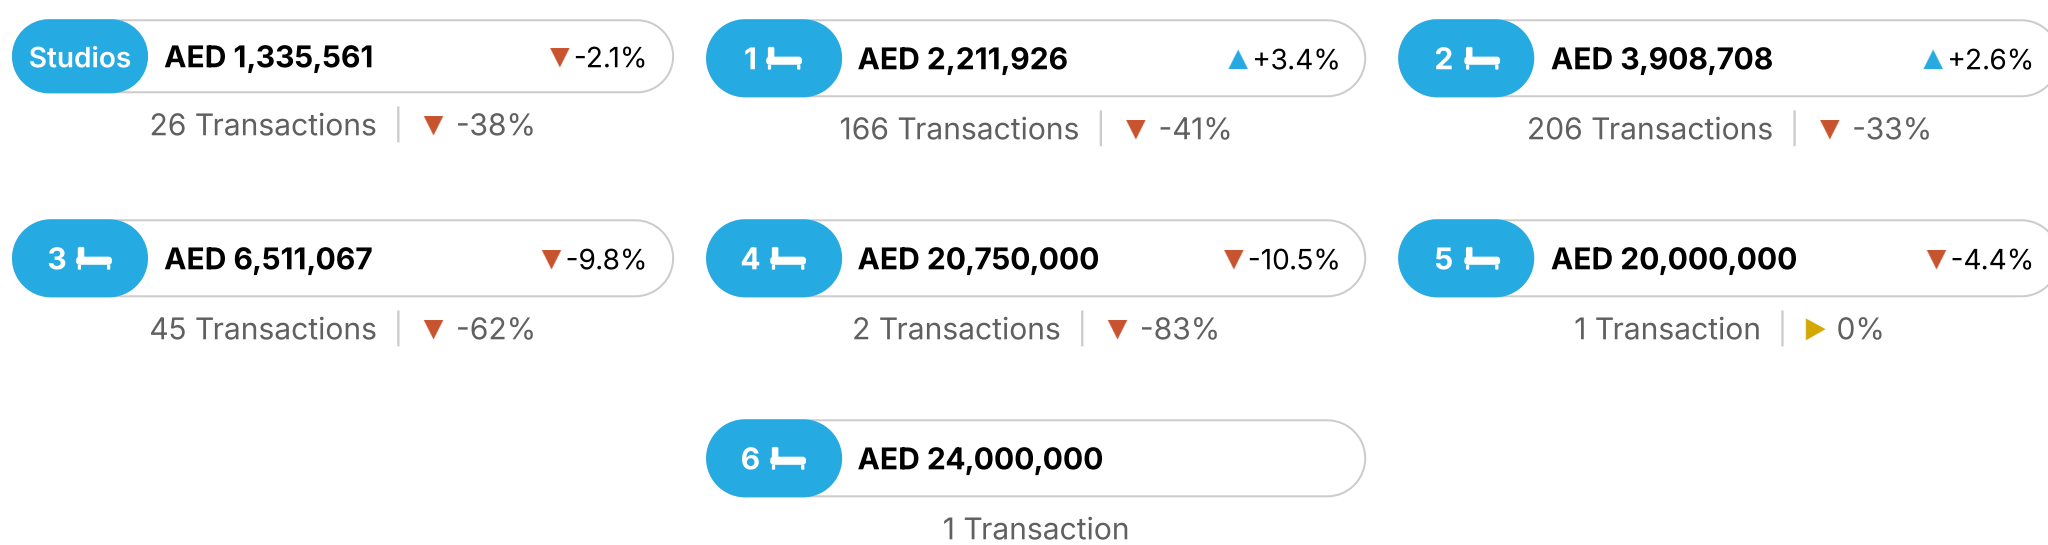 Studios AED 1,335,561 ▼-2.1%
26 Transactions | ▼ -38%
1 AED 2,211,926 ▲+3.4%
166 Transactions | ▼ -41%
2 AED 3,908,708 ▲+2.6%
206 Transactions | ▼ -33%
3 AED 6,511,067 ▼-9.8%
45 Transactions | ▼ -62%
4 AED 20,750,000 ▼-10.5%
2 Transactions | ▼ -83%
5 AED 20,000,000 ▼-4.4%
1 Transaction | ▶ 0%
6 AED 24,000,000
1 Transaction